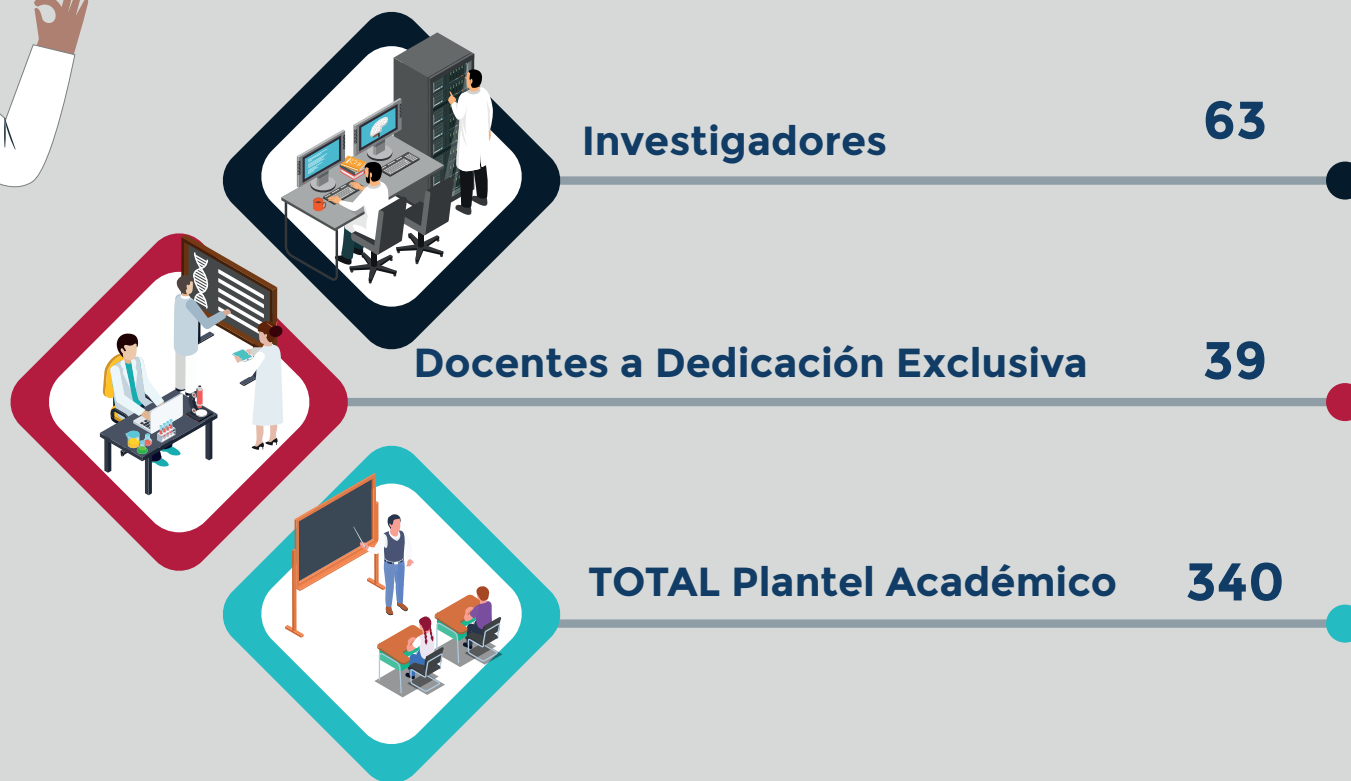 Investigadores 63
Docentes a Dedicación Exclusiva 39
TOTAL Plantel Académico 340